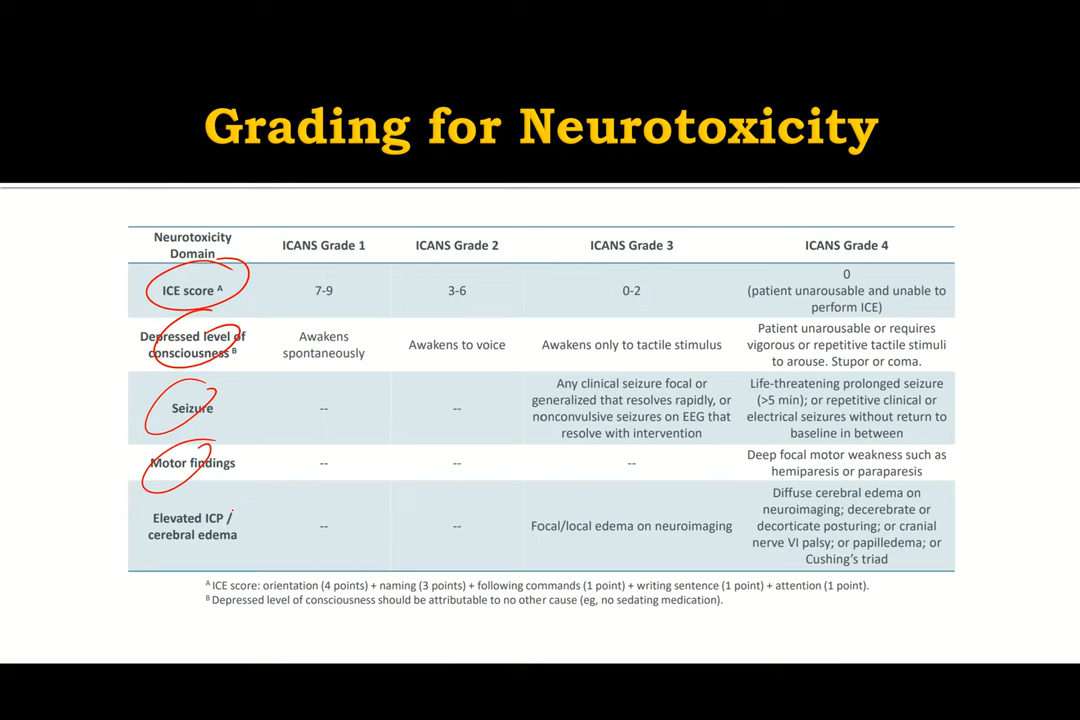 Grading for Neurotoxicity
Neurotoxicity
Domain
ICANS Grade 1
ICANS Grade 2
ICANS Grade 3
ICANS Grade 4
ICE score A
7-9
3-6
0-2
0
(patient unarousable and unable to
perform ICE)
Depressed level of
consciousness B
Awakens
spontaneously
Awakens to voice
Awakens only to tactile stimulus
Patient unarousable or requires
vigorous or repetitive tactile stimuli
to arouse. Stupor or coma.
Seizure
--
--
Any clinical seizure focal or
generalized that resolves rapidly, or
nonconvulsive seizures on EEG that
resolve with intervention
Life-threatening prolonged seizure
(>5 min); or repetitive clinical or
electrical seizures without return to
baseline in between
Motor findings
--
--
--
Deep focal motor weakness such as
hemiparesis or paraparesis
Elevated ICP /
cerebral edema
--
--
Focal/local edema on neuroimaging
Diffuse cerebral edema on
neuroimaging; decerebrate or
decorticate posturing; or cranial
nerve VI palsy; or papilledema; or
Cushing's triad
A ICE score: orientation (4 points) + naming (3 points) + following commands (1 point) + writing sentence (1 point) + attention (1 point).
B Depressed level of consciousness should be attributable to no other cause (eg, no sedating medication).